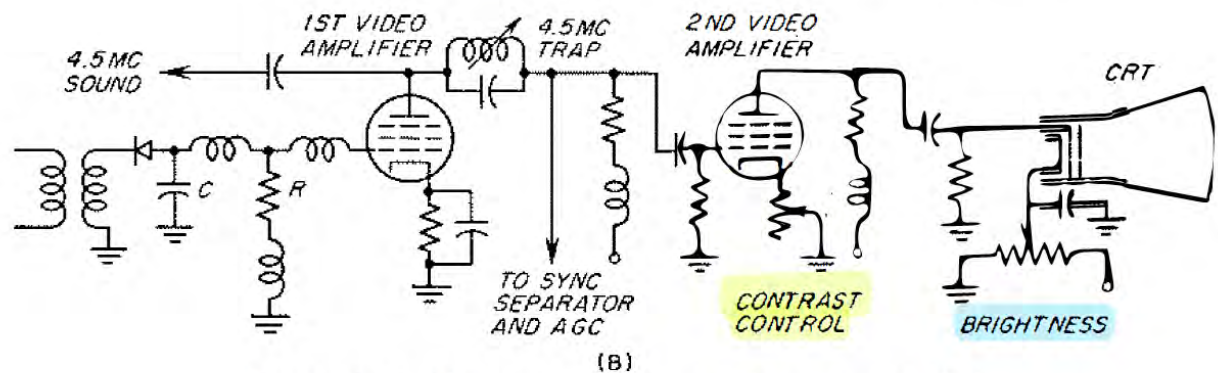 1ST VIDEO
AMPLIFIER
4.5 MC
TRAP
2ND VIDEO
AMPLIFIER
CRT
4.5 MC
SOUND
C
R
TO SYNC
SEPARATOR
AND AGC
CONTRAST
CONTROL
BRIGHTNESS
(B)